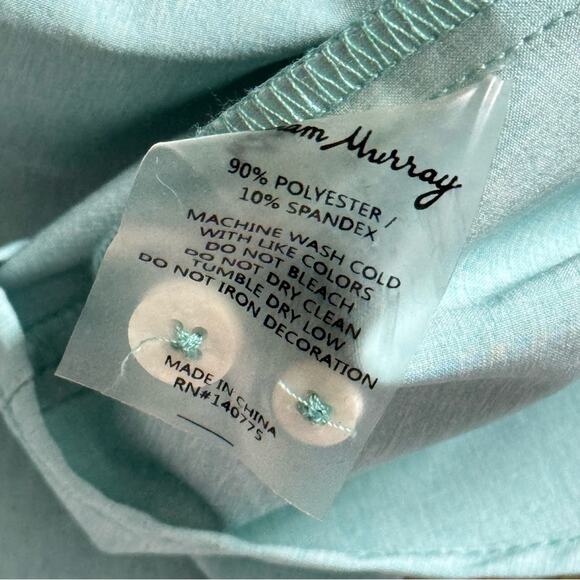 Murray
90% POLYESTER /
10% SPANDEX
MACHINE WASH COLD
WITH LIKE COLORS
DO NOT BLEACH
DO NOT DRY CLEAN
TUMBLE DRY LOW
DO NOT IRON DECORATION
MADE IN CHINA
RN#140775